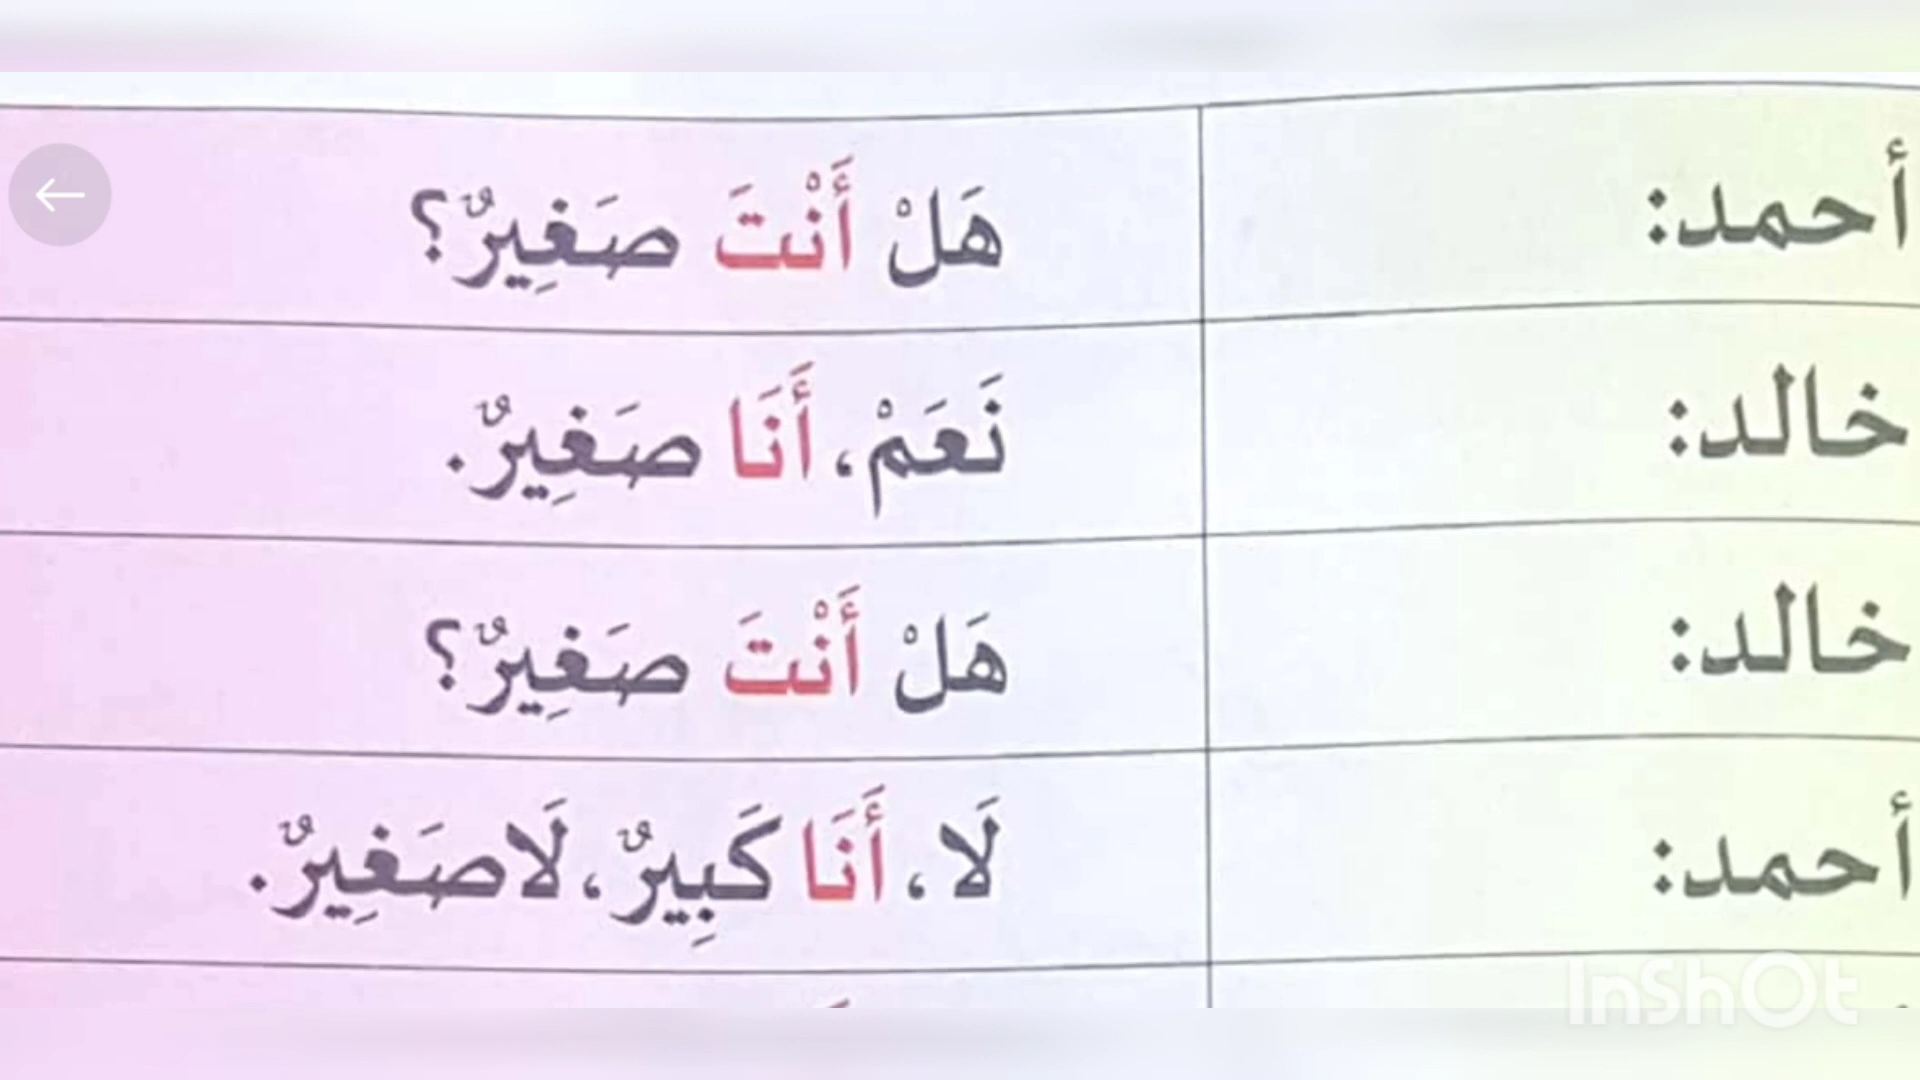 أحمد: هَلْ أَنْتَ صَغِيرٌ؟
خالد: نَعَمْ، أَنَا صَغِيرٌ.
خالد: هَلْ أَنْتَ صَغِيرٌ؟
أحمد: لَا، أَنَا كَبِيرٌ، لَا صَغِيرٌ.
InShOt